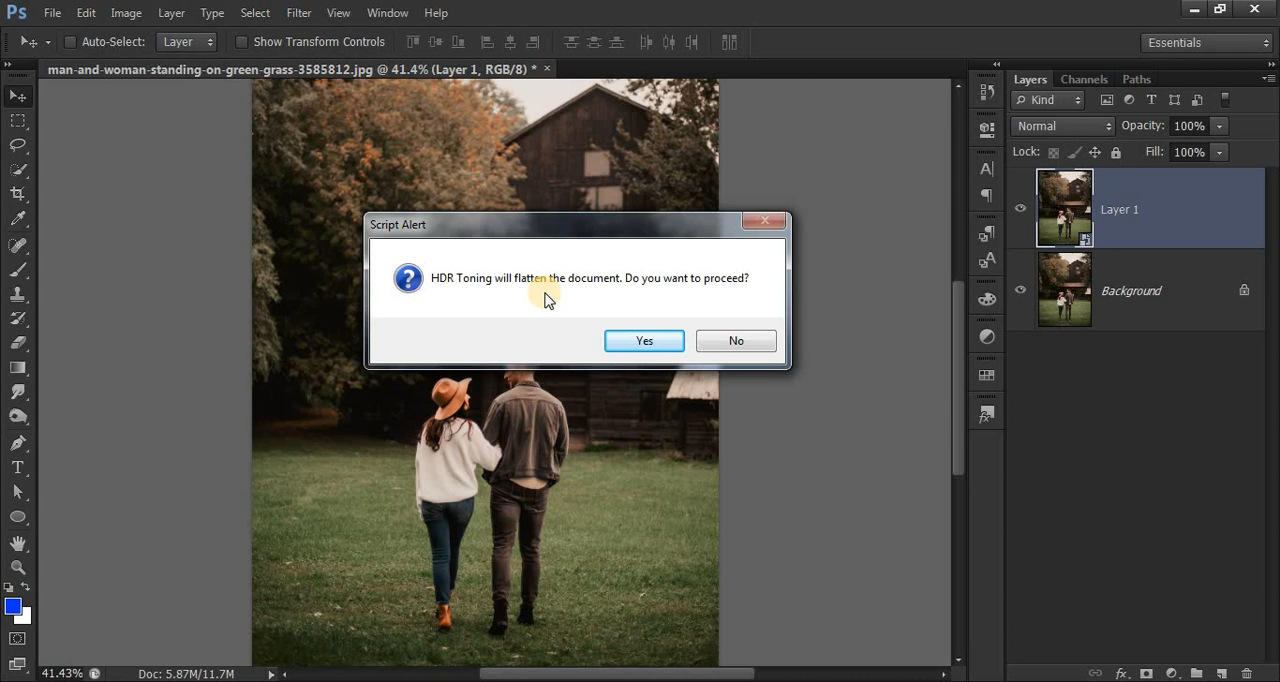 Ps File Edit Image Layer Type Select Filter View Window Help
Auto-Select: Layer Show Transform Controls Essentials
man-and-woman-standing-on-green-grass-3585812.jpg @ 41.4% (Layer 1, RGB/8) * ×
Layers Channels Paths
Kind
Normal Opacity: 100%
Lock: Fill: 100%
Layer 1
Background
Script Alert
HDR Toning will flatten the document. Do you want to proceed?
Yes No
41.43% Doc: 5.87M/11.7M